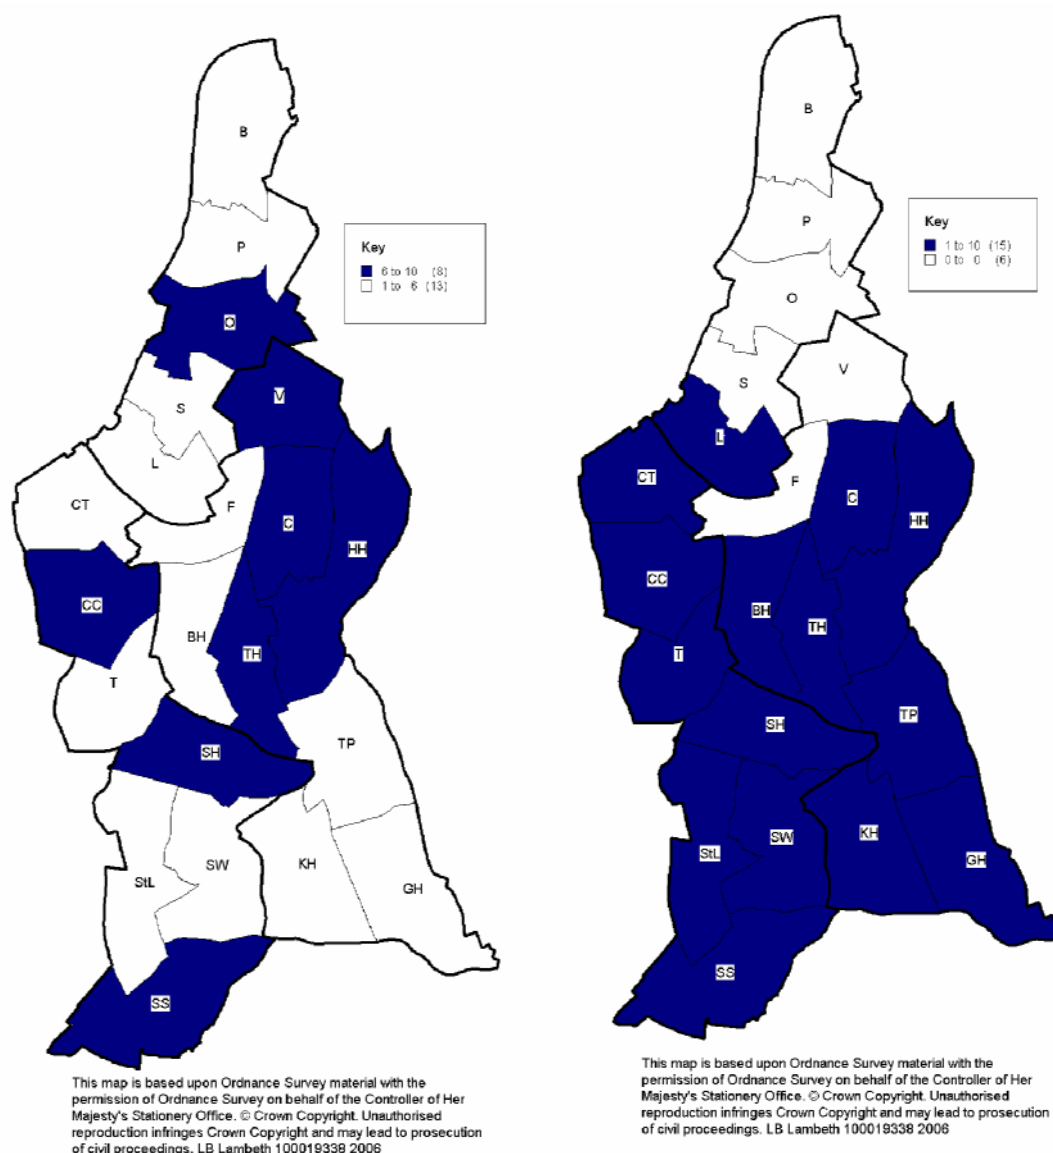 B
P
Key
6 to 10 (8)
1 to 6 (13)
O
V
S
L
CT
F
C
HH
CC
BH
TH
T
TP
SH
StL
SW
KH
GH
SS
This map is based upon Ordnance Survey material with the
permission of Ordnance Survey on behalf of the Controller of Her
Majesty's Stationery Office. © Crown Copyright. Unauthorised
reproduction infringes Crown Copyright and may lead to prosecution
of civil proceedings. LB Lambeth 100019338 2006
B
P
Key
1 to 10 (15)
0 to 0 (6)
O
V
S
L
CT
F
C
HH
CC
BH
TH
T
TP
SH
StL
SW
KH
GH
SS
This map is based upon Ordnance Survey material with the
permission of Ordnance Survey on behalf of the Controller of Her
Majesty's Stationery Office. © Crown Copyright. Unauthorised
reproduction infringes Crown Copyright and may lead to prosecution
of civil proceedings. LB Lambeth 100019338 2006